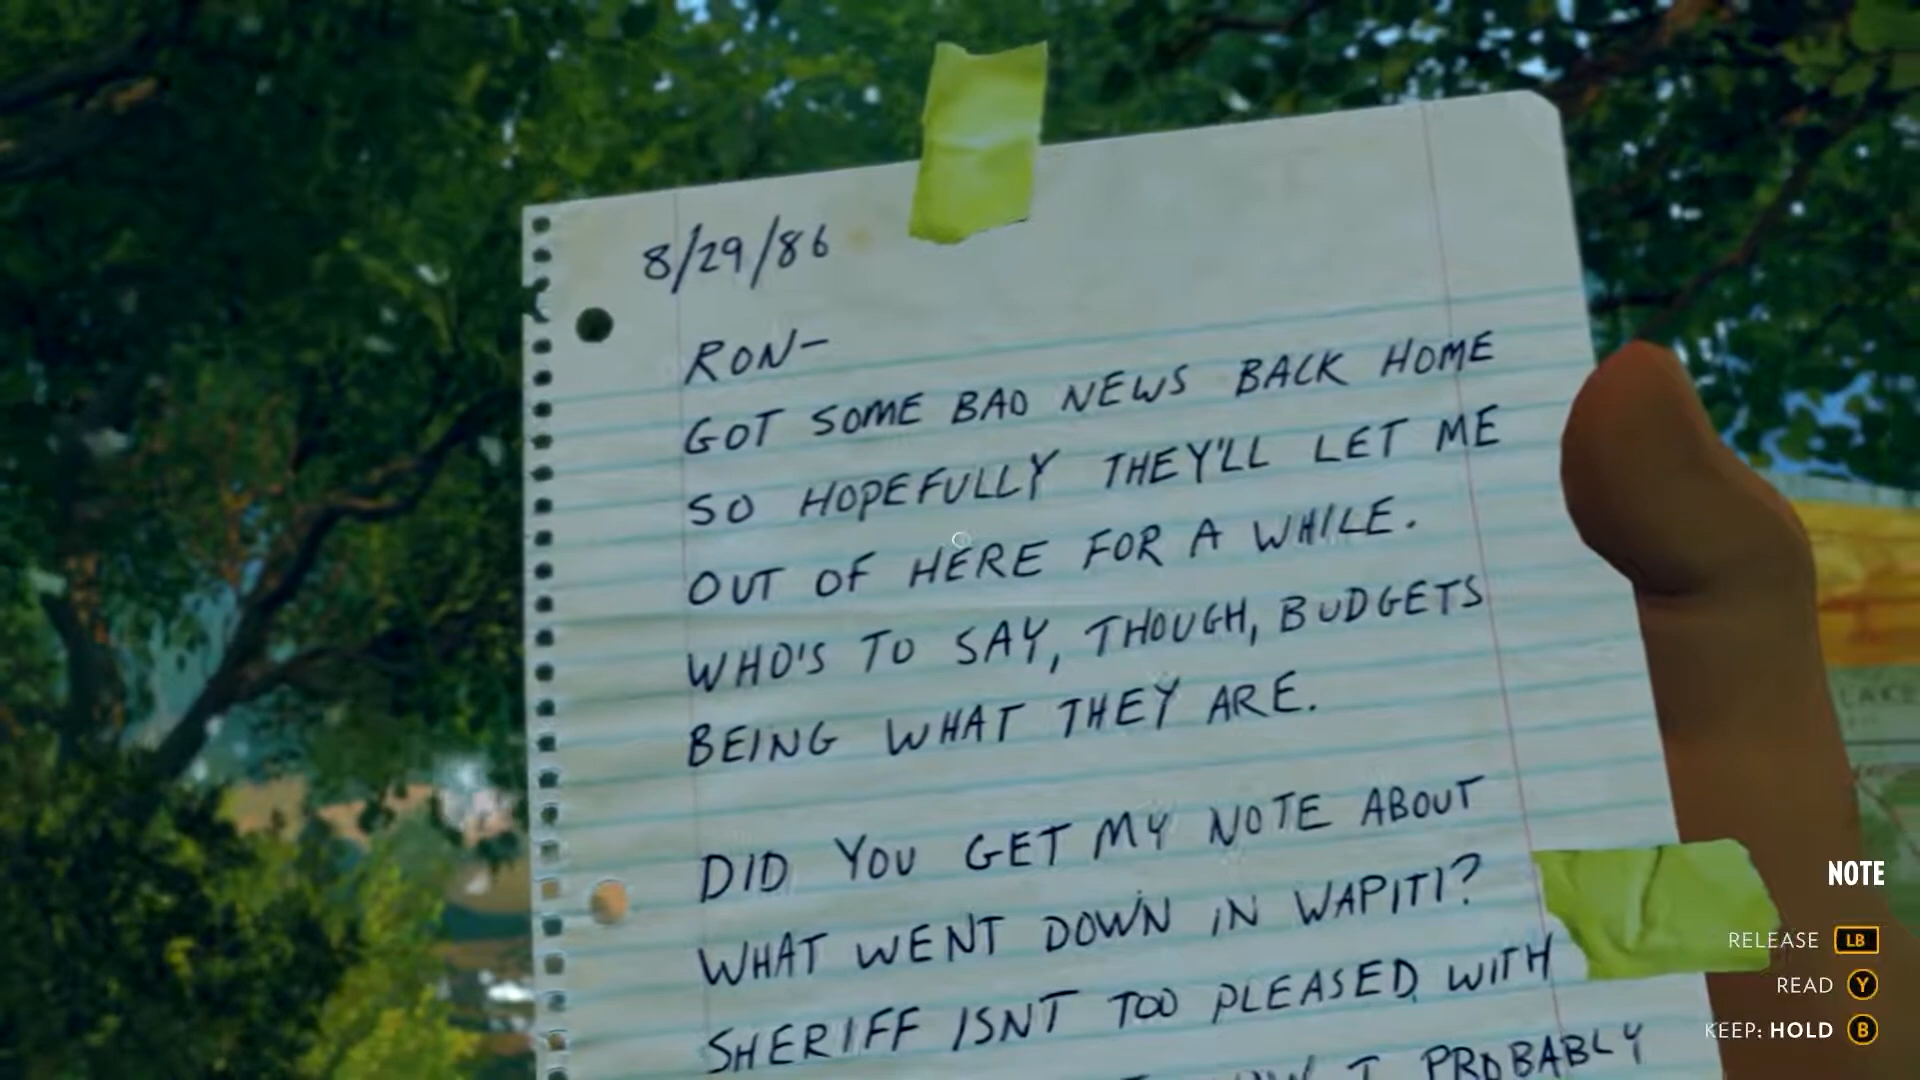 8/29/86
RON-
GOT SOME BAD NEWS BACK HOME
SO HOPEFULLY THEY'LL LET ME
OUT OF HERE FOR A WHILE.
WHO'S TO SAY, THOUGH, BUDGETS
BEING WHAT THEY ARE.
DID YOU GET MY NOTE ABOUT
WHAT WENT DOWN IN WAPITI?
SHERIFF ISNT TOO PLEASED WITH
I PROBABLY
NOTE
RELEASE LB
READ Y
KEEP: HOLD B